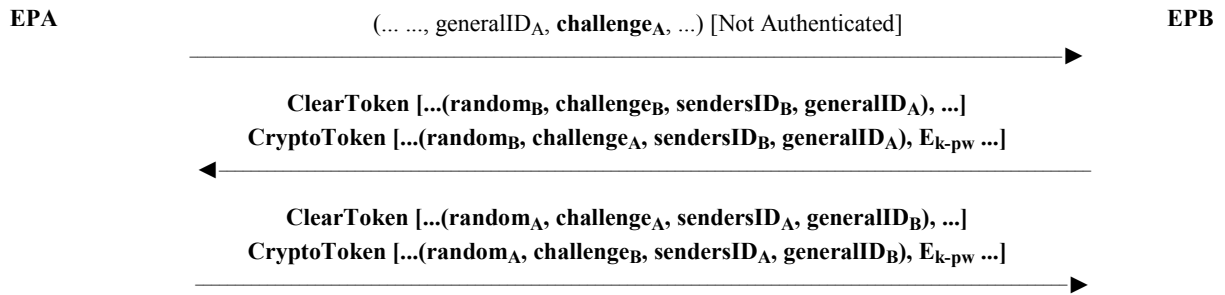 EPA (... ..., generalIDA, challengeA, ...) [Not Authenticated] EPB
ClearToken [...(randomB, challengeB, sendersIDB, generalIDA), ...]
CryptoToken [...(randomB, challengeA, sendersIDB, generalIDA), Ek-pw ...]
ClearToken [...(randomA, challengeA, sendersIDA, generalIDB), ...]
CryptoToken [...(randomA, challengeB, sendersIDA, generalIDB), Ek-pw ...]